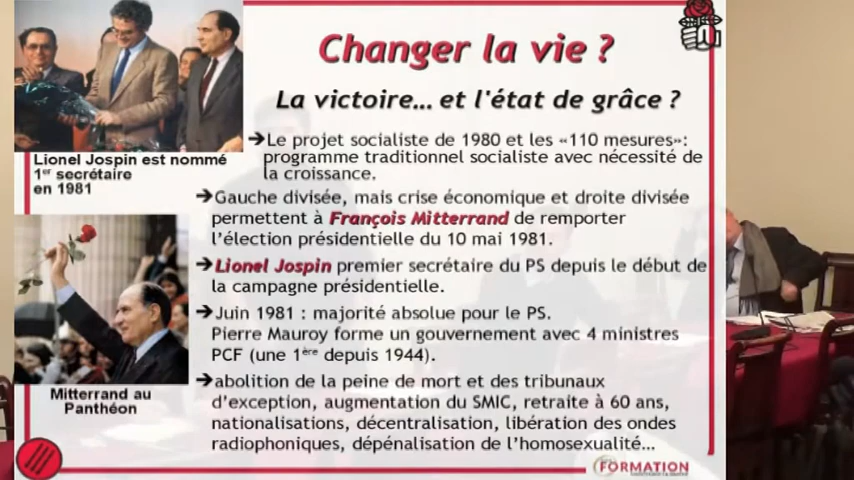 Changer la vie ?
La victoire... et l'état de grâce ?
Lionel Jospin est nommé
1er secrétaire
en 1981
➔Le projet socialiste de 1980 et les «110 mesures»:
programme traditionnel socialiste avec nécessité de
la croissance.
➔Gauche divisée, mais crise économique et droite divisée
permettent à François Mitterrand de remporter
l'élection présidentielle du 10 mai 1981.
➔Lionel Jospin premier secrétaire du PS depuis le début de
la campagne présidentielle.
➔Juin 1981 : majorité absolue pour le PS.
Pierre Mauroy forme un gouvernement avec 4 ministres
PCF (une 1ère depuis 1944).
Mitterrand au
Panthéon
➔abolition de la peine de mort et des tribunaux
d'exception, augmentation du SMIC, retraite à 60 ans,
nationalisations, décentralisation, libération des ondes
radiophoniques, dépénalisation de l'homosexualité...
FORMATION